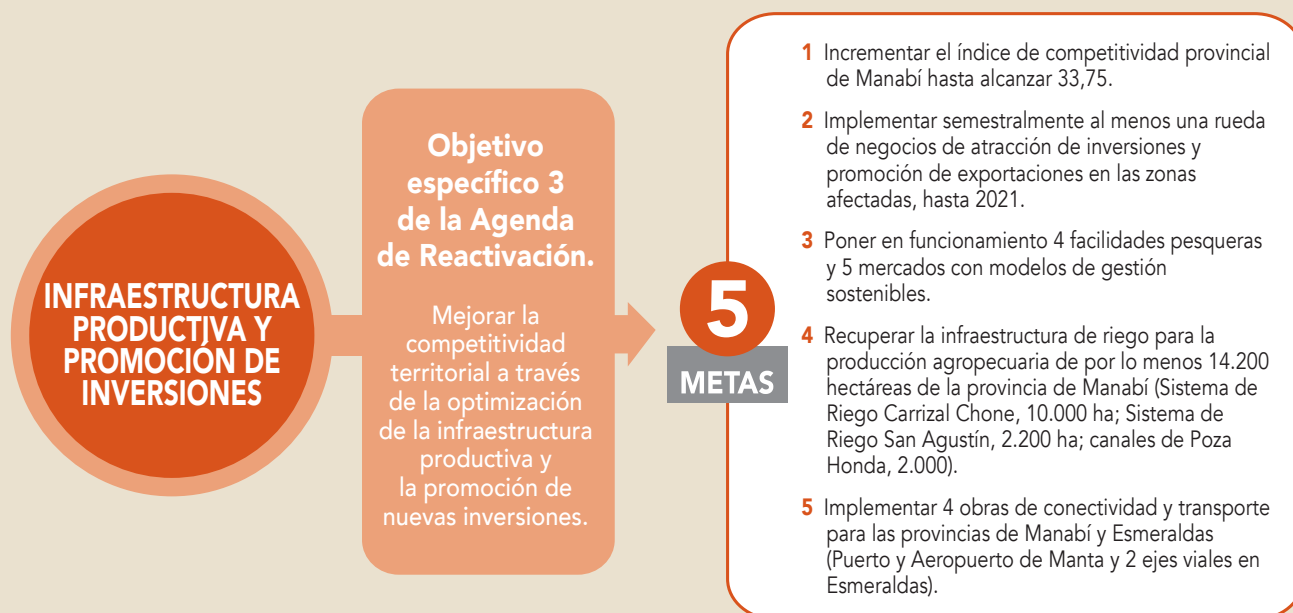 INFRAESTRUCTURA
PRODUCTIVA Y
PROMOCIÓN DE
INVERSIONES
Objetivo
específico 3
de la Agenda
de Reactivación.
Mejorar la
competitividad
territorial a través
de la optimización
de la infraestructura
productiva y
la promoción de
nuevas inversiones.
5
METAS
1 Incrementar el índice de competitividad provincial
de Manabí hasta alcanzar 33,75.
2 Implementar semestralmente al menos una rueda
de negocios de atracción de inversiones y
promoción de exportaciones en las zonas
afectadas, hasta 2021.
3 Poner en funcionamiento 4 facilidades pesqueras
y 5 mercados con modelos de gestión
sostenibles.
4 Recuperar la infraestructura de riego para la
producción agropecuaria de por lo menos 14.200
hectáreas de la provincia de Manabí (Sistema de
Riego Carrizal Chone, 10.000 ha; Sistema de
Riego San Agustín, 2.200 ha; canales de Poza
Honda, 2.000).
5 Implementar 4 obras de conectividad y transporte
para las provincias de Manabí y Esmeraldas
(Puerto y Aeropuerto de Manta y 2 ejes viales en
Esmeraldas).